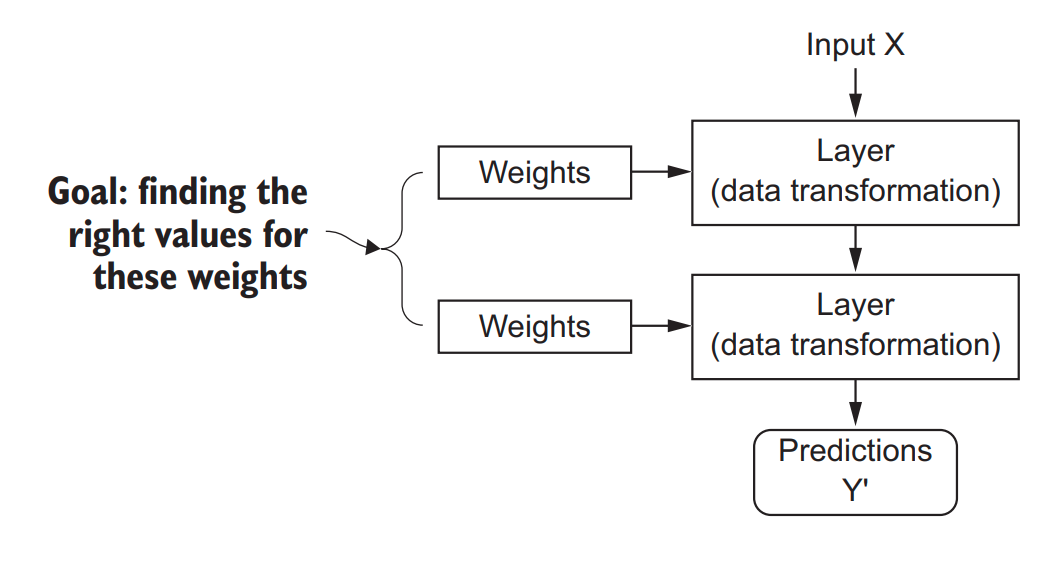 Input X
Layer
(data transformation)
Weights
Goal: finding the
right values for
these weights
Weights
Layer
(data transformation)
Predictions
Y'